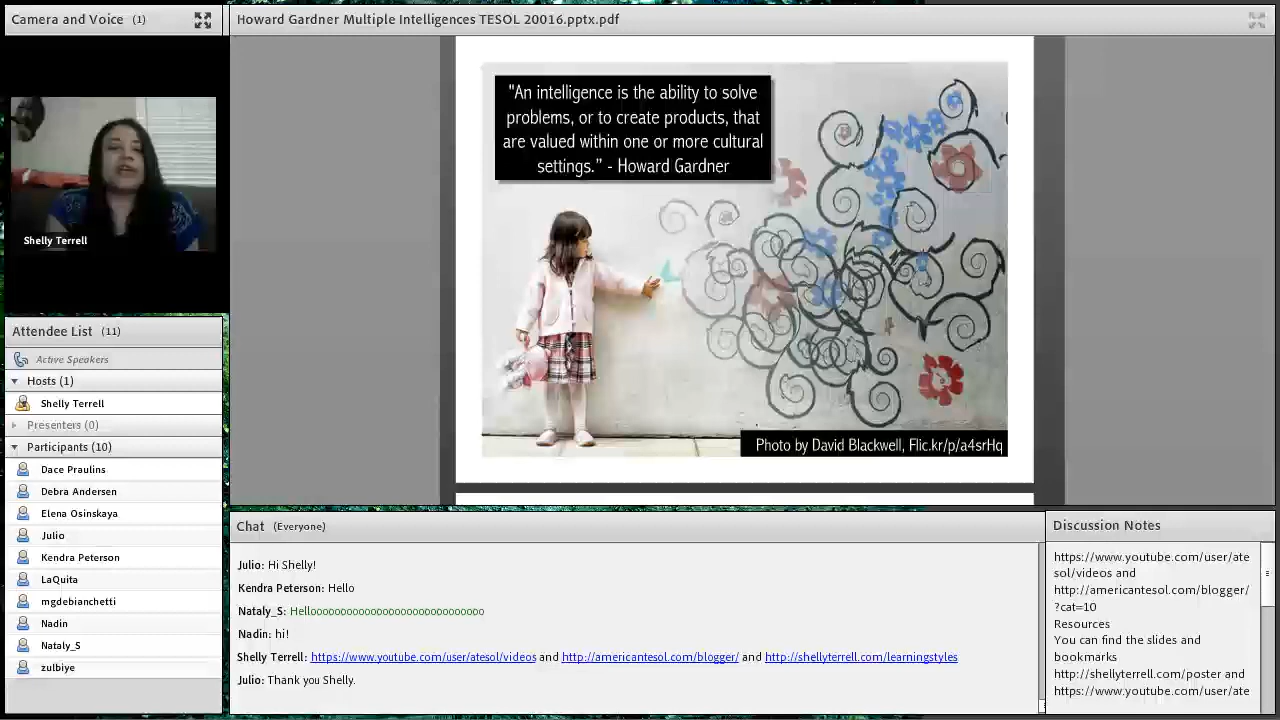 Camera and Voice (1)
Shelly Terrell
Attendee List (11)
Active Speakers
Hosts (1)
Shelly Terrell
Presenters (0)
Participants (10)
Dace Praulins
Debra Andersen
Elena Osinskaya
Julio
Kendra Peterson
LaQuita
mgdebianchetti
Nadin
Nataly_S
zulbiye
Howard Gardner Multiple Intelligences TESOL 20016.pptx.pdf
"An intelligence is the ability to solve
problems, or to create products, that
are valued within one or more cultural
settings.” - Howard Gardner
Photo by David Blackwell, Flic.kr/p/a4srHq
Chat (Everyone)
Julio: Hi Shelly!
Kendra Peterson: Hello
Nataly_S: Helloooooooooooooooooooooooooooo
Nadin: hi!
Shelly Terrell: https://www.youtube.com/user/atesol/videos and http://americantesol.com/blogger/ and http://shellyterrell.com/learningstyles
Julio: Thank you Shelly.
Discussion Notes
https://www.youtube.com/user/ate
sol/videos and
http://americantesol.com/blogger/
?cat=10
Resources
You can find the slides and
bookmarks
http://shellyterrell.com/poster and
https://www.youtube.com/user/ate